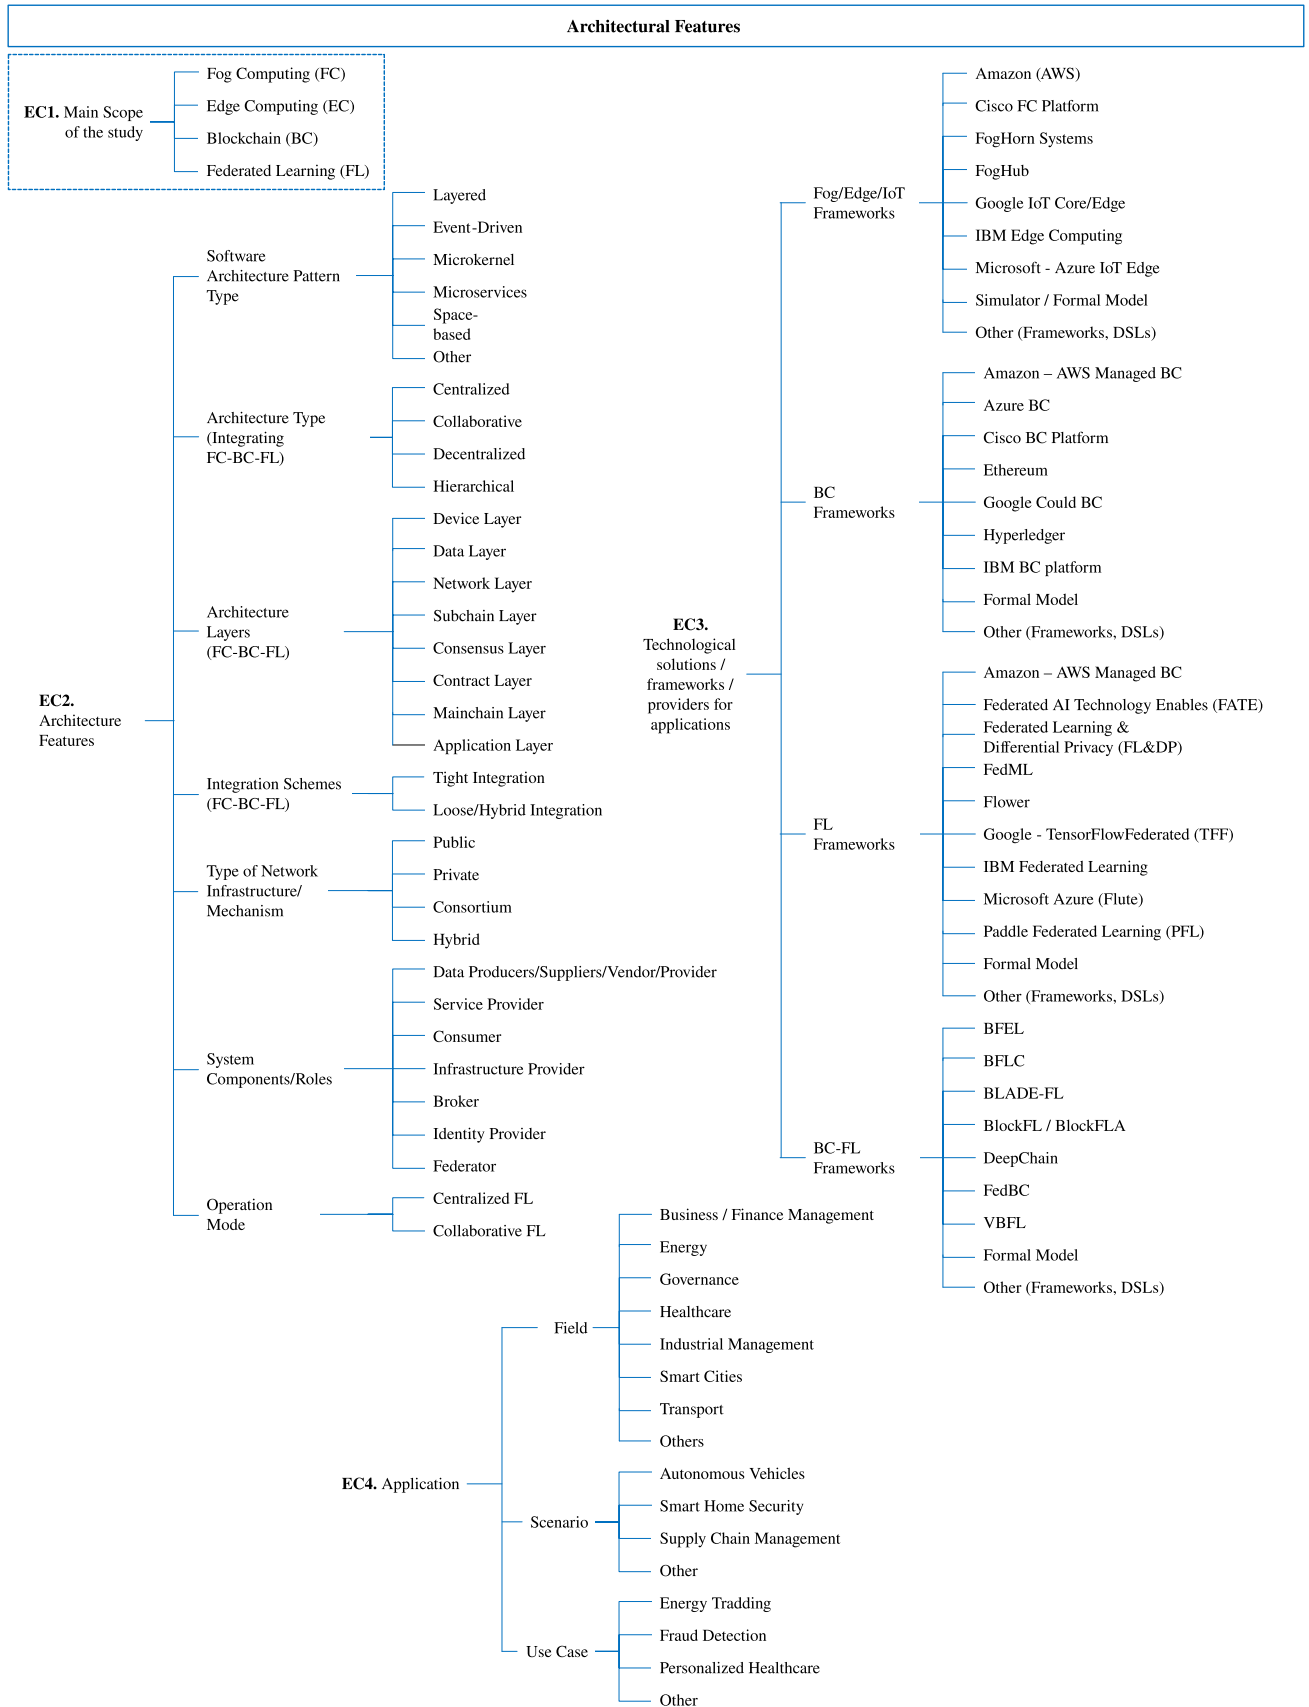 Architectural Features
EC1. Main Scope
of the study
Fog Computing (FC)
Edge Computing (EC)
Blockchain (BC)
Federated Learning (FL)
EC2.
Architecture
Features
Software
Architecture Pattern
Type
Layered
Event-Driven
Microkernel
Microservices
Space-
based
Other
Architecture Type
(Integrating
FC-BC-FL)
Centralized
Collaborative
Decentralized
Hierarchical
Architecture
Layers
(FC-BC-FL)
Device Layer
Data Layer
Network Layer
Subchain Layer
Consensus Layer
Contract Layer
Mainchain Layer
Application Layer
Integration Schemes
(FC-BC-FL)
Tight Integration
Loose/Hybrid Integration
Type of Network
Infrastructure/
Mechanism
Public
Private
Consortium
Hybrid
System
Components/Roles
Data Producers/Suppliers/Vendor/Provider
Service Provider
Consumer
Infrastructure Provider
Broker
Identity Provider
Federator
Operation
Mode
Centralized FL
Collaborative FL
EC3.
Technological
solutions /
frameworks /
providers for
applications
Fog/Edge/IoT
Frameworks
Amazon (AWS)
Cisco FC Platform
FogHorn Systems
FogHub
Google IoT Core/Edge
IBM Edge Computing
Microsoft - Azure IoT Edge
Simulator / Formal Model
Other (Frameworks, DSLs)
BC
Frameworks
Amazon – AWS Managed BC
Azure BC
Cisco BC Platform
Ethereum
Google Could BC
Hyperledger
IBM BC platform
Formal Model
Other (Frameworks, DSLs)
FL
Frameworks
Amazon – AWS Managed BC
Federated AI Technology Enables (FATE)
Federated Learning &
Differential Privacy (FL&DP)
FedML
Flower
Google - TensorFlowFederated (TFF)
IBM Federated Learning
Microsoft Azure (Flute)
Paddle Federated Learning (PFL)
Formal Model
Other (Frameworks, DSLs)
BC-FL
Frameworks
BFEL
BFLC
BLADE-FL
BlockFL / BlockFLA
DeepChain
FedBC
VBFL
Formal Model
Other (Frameworks, DSLs)
EC4. Application
Field
Business / Finance Management
Energy
Governance
Healthcare
Industrial Management
Smart Cities
Transport
Others
Scenario
Autonomous Vehicles
Smart Home Security
Supply Chain Management
Other
Use Case
Energy Tradding
Fraud Detection
Personalized Healthcare
Other